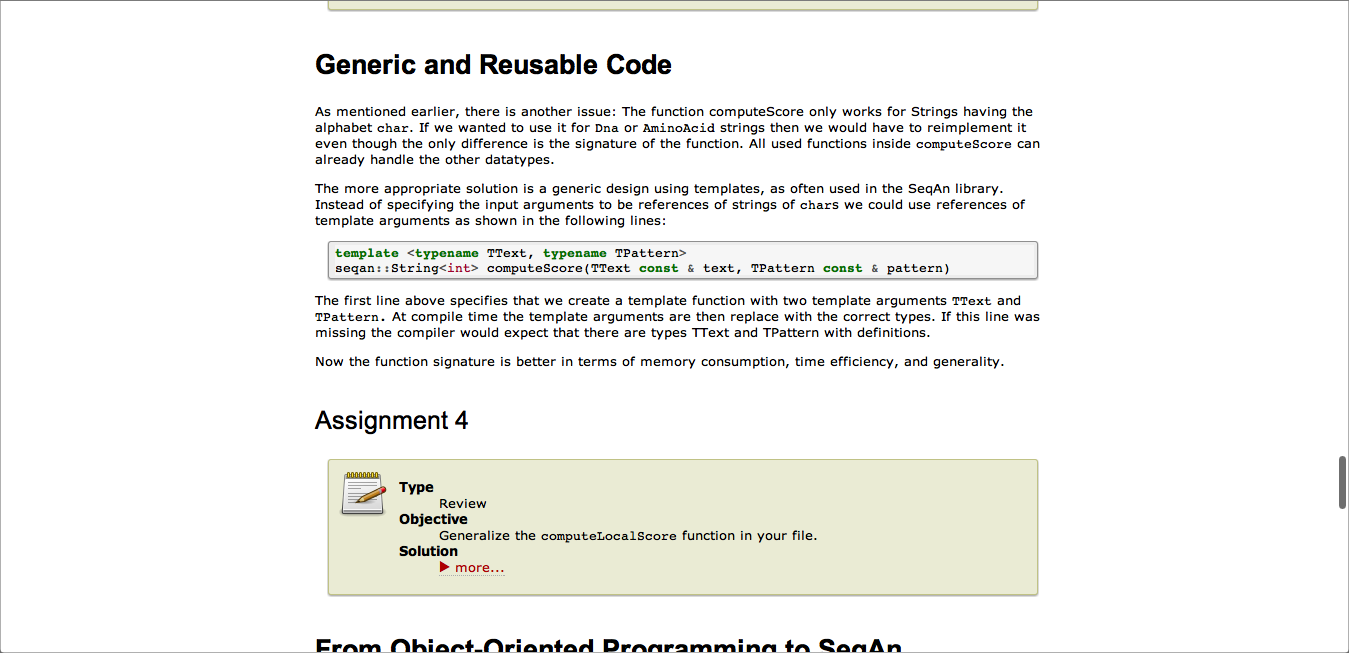 Generic and Reusable Code
As mentioned earlier, there is another issue: The function computeScore only works for Strings having the
alphabet char. If we wanted to use it for Dna or AminoAcid strings then we would have to reimplement it
even though the only difference is the signature of the function. All used functions inside computeScore can
already handle the other datatypes.
The more appropriate solution is a generic design using templates, as often used in the SeqAn library.
Instead of specifying the input arguments to be references of strings of chars we could use references of
template arguments as shown in the following lines:
template <typename TText, typename TPattern>
seqan::String<int> computeScore(TText const & text, TPattern const & pattern)
The first line above specifies that we create a template function with two template arguments TText and
TPattern. At compile time the template arguments are then replace with the correct types. If this line was
missing the compiler would expect that there are types TText and TPattern with definitions.
Now the function signature is better in terms of memory consumption, time efficiency, and generality.
Assignment 4
Type
Review
Objective
Generalize the computeLocalScore function in your file.
Solution
▶ more...
From Object-Oriented Programming to SeqAn